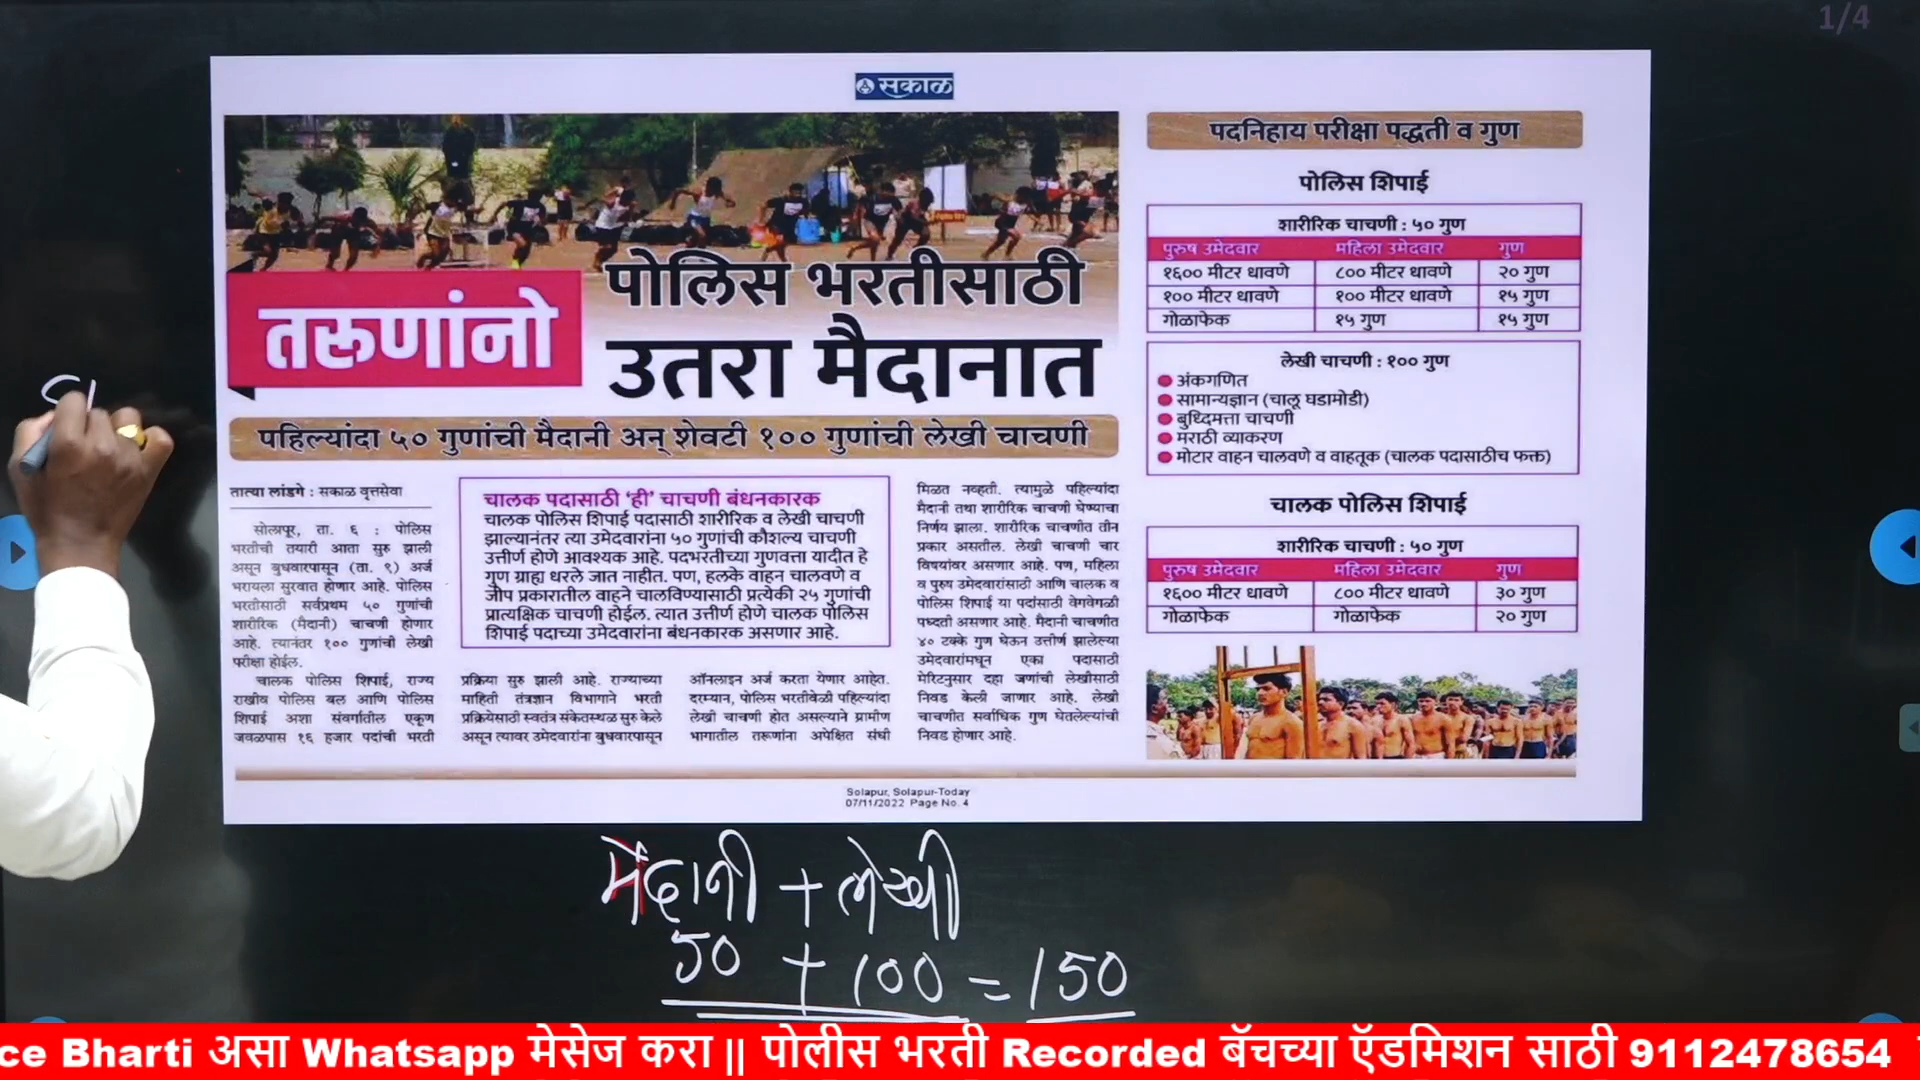 1/4
सकाळ
तरूणांनो
पोलिस भरतीसाठी
उतरा मैदानात
पहिल्यांदा ५० गुणांची मैदानी अन् शेवटी १०० गुणांची लेखी चाचणी
तात्या लांडगे : सकाळ वृत्तसेवा
सोलापूर, ता. ६ : पोलिस
भरतीची तयारी आता सुरु झाली
असून बुधवारपासून (ता. ९) अर्ज
भरायला सुरवात होणार आहे. पोलिस
भरतीसाठी सर्वप्रथम ५० गुणांची
शारीरिक (मैदानी) चाचणी होणार
आहे. त्यानंतर १०० गुणांची लेखी
परीक्षा होईल.
चालक पोलिस शिपाई, राज्य
राखीव पोलिस बल आणि पोलिस
शिपाई अशा संवर्गातील एकूण
जवळपास १६ हजार पदांची भरती
चालक पदासाठी ‘ही’ चाचणी बंधनकारक
चालक पोलिस शिपाई पदासाठी शारीरिक व लेखी चाचणी
झाल्यानंतर त्या उमेदवारांना ५० गुणांची कौशल्य चाचणी
उत्तीर्ण होणे आवश्यक आहे. पदभरतीच्या गुणवत्ता यादीत हे
गुण ग्राह्य धरले जात नाहीत. पण, हलके वाहन चालवणे व
जीप प्रकारातील वाहने चालविण्यासाठी प्रत्येकी २५ गुणांची
प्रात्यक्षिक चाचणी होईल. त्यात उत्तीर्ण होणे चालक पोलिस
शिपाई पदाच्या उमेदवारांना बंधनकारक असणार आहे.
प्रक्रिया सुरु झाली आहे. राज्याच्या
माहिती तंत्रज्ञान विभागाने भरती
प्रक्रियेसाठी स्वतंत्र संकेतस्थळ सुरु केले
असून त्यावर उमेदवारांना बुधवारपासून
ऑनलाइन अर्ज करता येणार आहेत.
दरम्यान, पोलिस भरतीवेळी पहिल्यांदा
लेखी चाचणी होत असल्याने ग्रामीण
भागातील तरूणांना अपेक्षित संधी
मिळत नव्हती. त्यामुळे पहिल्यांदा
मैदानी तथा शारीरिक चाचणी घेण्याचा
निर्णय झाला. शारीरिक चाचणीत तीन
प्रकार असतील. लेखी चाचणी चार
विषयांवर असणार आहे. पण, महिला
व पुरुष उमेदवारांसाठी आणि चालक व
पोलिस शिपाई या पदांसाठी वेगवेगळी
पध्दती असणार आहे. मैदानी चाचणीत
४० टक्के गुण घेऊन उत्तीर्ण झालेल्या
उमेदवारांमधून एका पदासाठी
मेरिटनुसार दहा जणांची लेखीसाठी
निवड केली जाणार आहे. लेखी
चाचणीत सर्वाधिक गुण घेतलेल्यांची
निवड होणार आहे.
पदनिहाय परीक्षा पद्धती व गुण
पोलिस शिपाई
शारीरिक चाचणी : ५० गुण
पुरुष उमेदवार महिला उमेदवार गुण
१६०० मीटर धावणे ८०० मीटर धावणे २० गुण
१०० मीटर धावणे १०० मीटर धावणे १५ गुण
गोळाफेक १५ गुण १५ गुण
लेखी चाचणी : १०० गुण
अंकगणित
सामान्यज्ञान (चालू घडामोडी)
बुध्दिमत्ता चाचणी
मराठी व्याकरण
मोटार वाहन चालवणे व वाहतूक (चालक पदासाठीच फक्त)
चालक पोलिस शिपाई
शारीरिक चाचणी : ५० गुण
पुरुष उमेदवार महिला उमेदवार गुण
१६०० मीटर धावणे ८०० मीटर धावणे ३० गुण
गोळाफेक गोळाफेक २० गुण
Solapur, Solapur-Today
07/11/2022 Page No. 4
मैदानी + लेखी
50 + 100 = 150
ce Bharti असा Whatsapp मेसेज करा || पोलीस भरती Recorded बॅचच्या ऍडमिशन साठी 9112478654